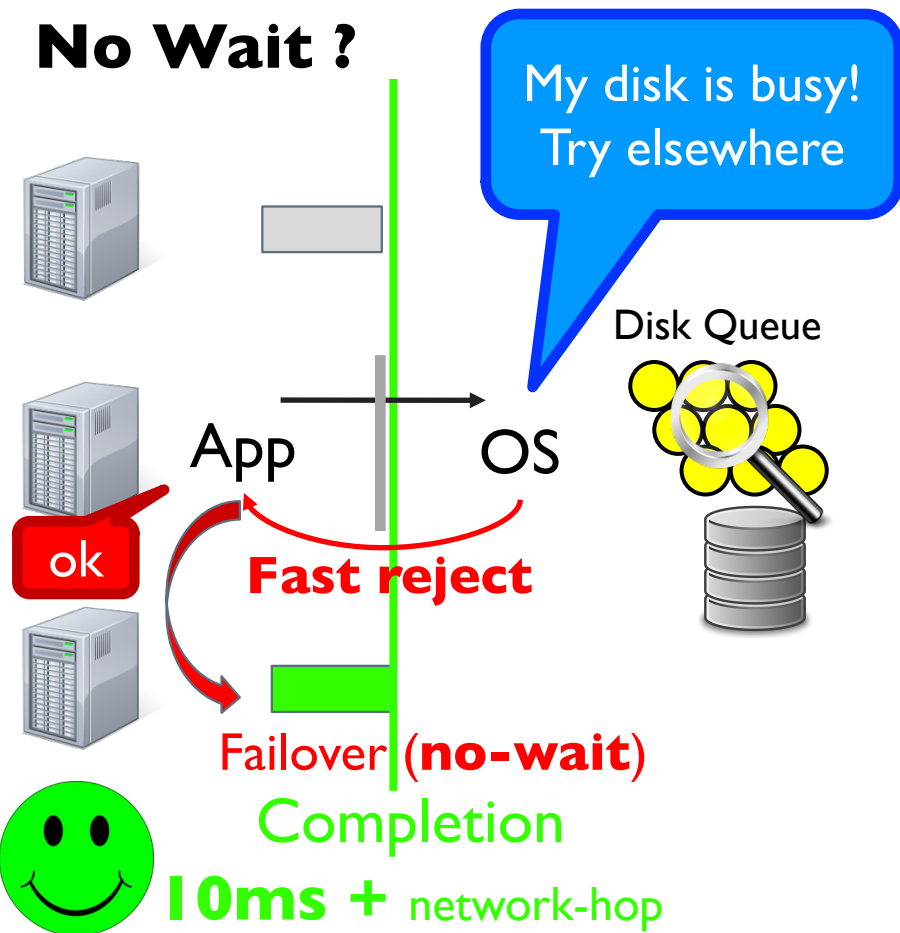 No Wait ?
My disk is busy!
Try elsewhere
Disk Queue
App
OS
ok
Fast reject
Failover (no-wait)
Completion
10ms + network-hop